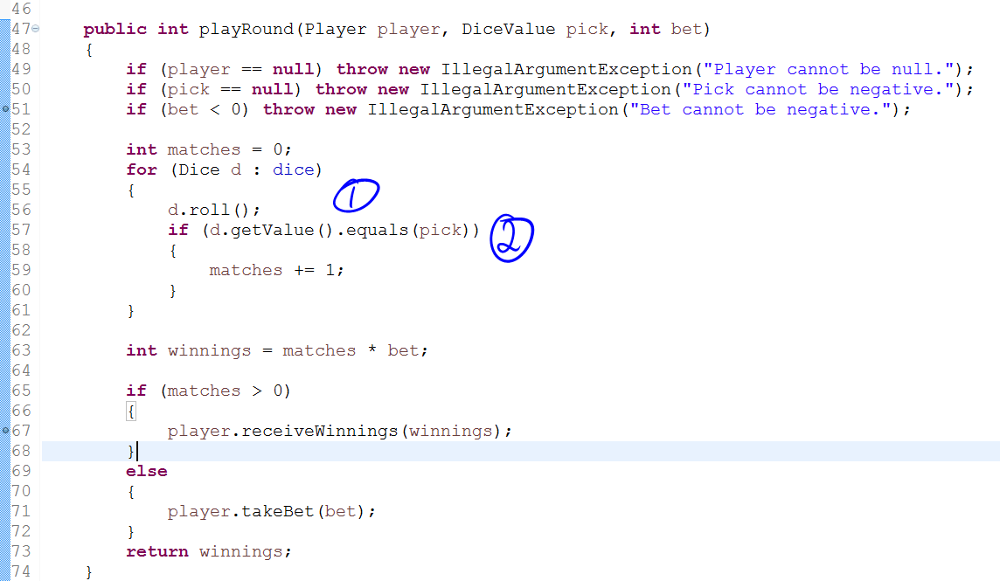 46
47 public int playRound(Player player, DiceValue pick, int bet)
48 {
49 if (player == null) throw new IllegalArgumentException("Player cannot be null.");
50 if (pick == null) throw new IllegalArgumentException("Pick cannot be negative.");
51 if (bet < 0) throw new IllegalArgumentException("Bet cannot be negative.");
52
53 int matches = 0;
54 for (Dice d : dice)
55 {
1
56 d.roll();
57 if (d.getValue().equals(pick)) 2
58 {
59 matches += 1;
60 }
61 }
62
63 int winnings = matches * bet;
64
65 if (matches > 0)
66 {
67 player.receiveWinnings(winnings);
68 }
69 else
70 {
71 player.takeBet(bet);
72 }
73 return winnings;
74 }